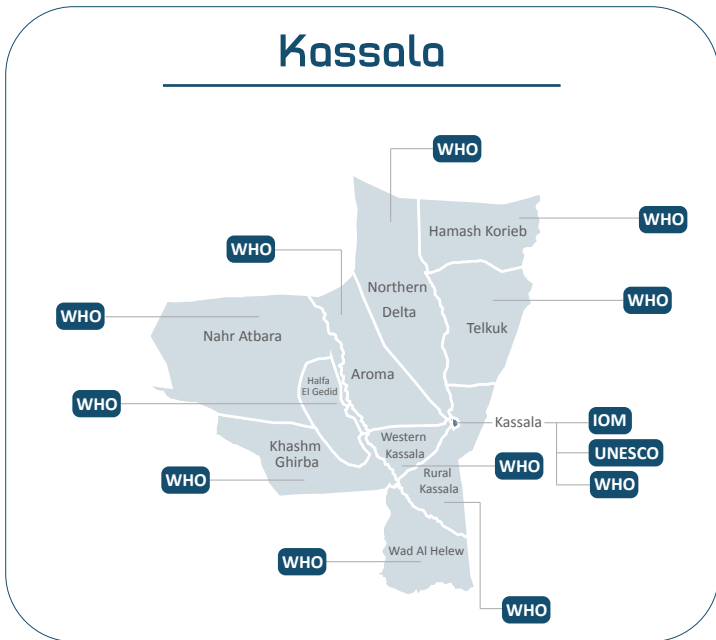 Kassala
WHO
Hamash Korieb
WHO
WHO
Northern
Delta
WHO
Telkuk
WHO
Nahr Atbara
Aroma
Halfa
El Gedid
WHO
Kassala
IOM
UNESCO
WHO
Western
Kassala
WHO
Khashm
Ghirba
Rural
Kassala
WHO
Wad Al Helew
WHO
WHO